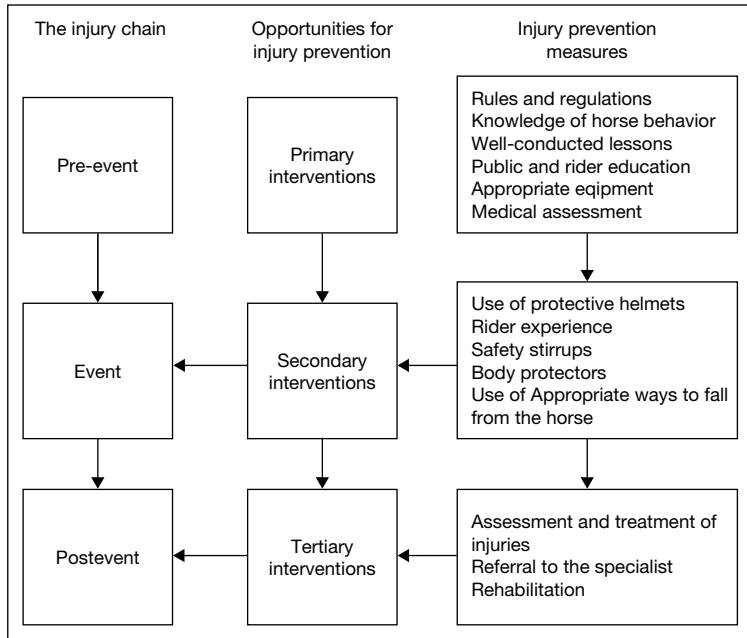 The injury chain
Opportunities for
injury prevention
Injury prevention
measures
Pre-event
Primary
interventions
Rules and regulations
Knowledge of horse behavior
Well-conducted lessons
Public and rider education
Appropriate eqipment
Medical assessment
Event
Secondary
interventions
Use of protective helmets
Rider experience
Safety stirrups
Body protectors
Use of Appropriate ways to fall
from the horse
Postevent
Tertiary
interventions
Assessment and treatment of
injuries
Referral to the specialist
Rehabilitation